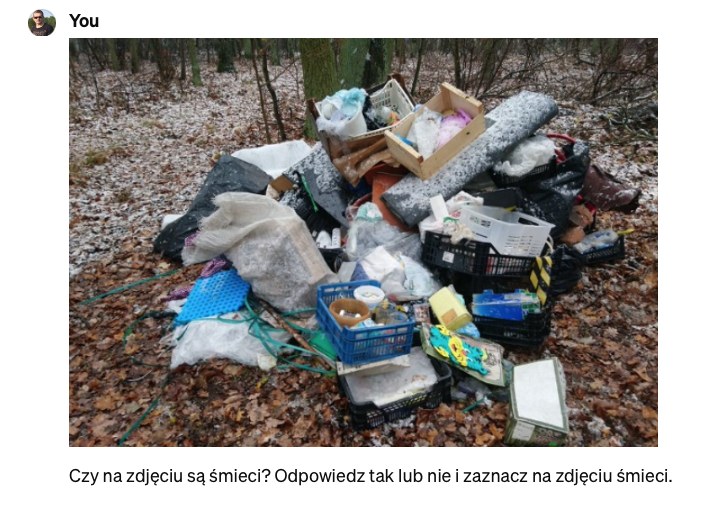 You
Czy na zdjęciu są śmieci? Odpowiedz tak lub nie i zaznacz na zdjęciu śmieci.